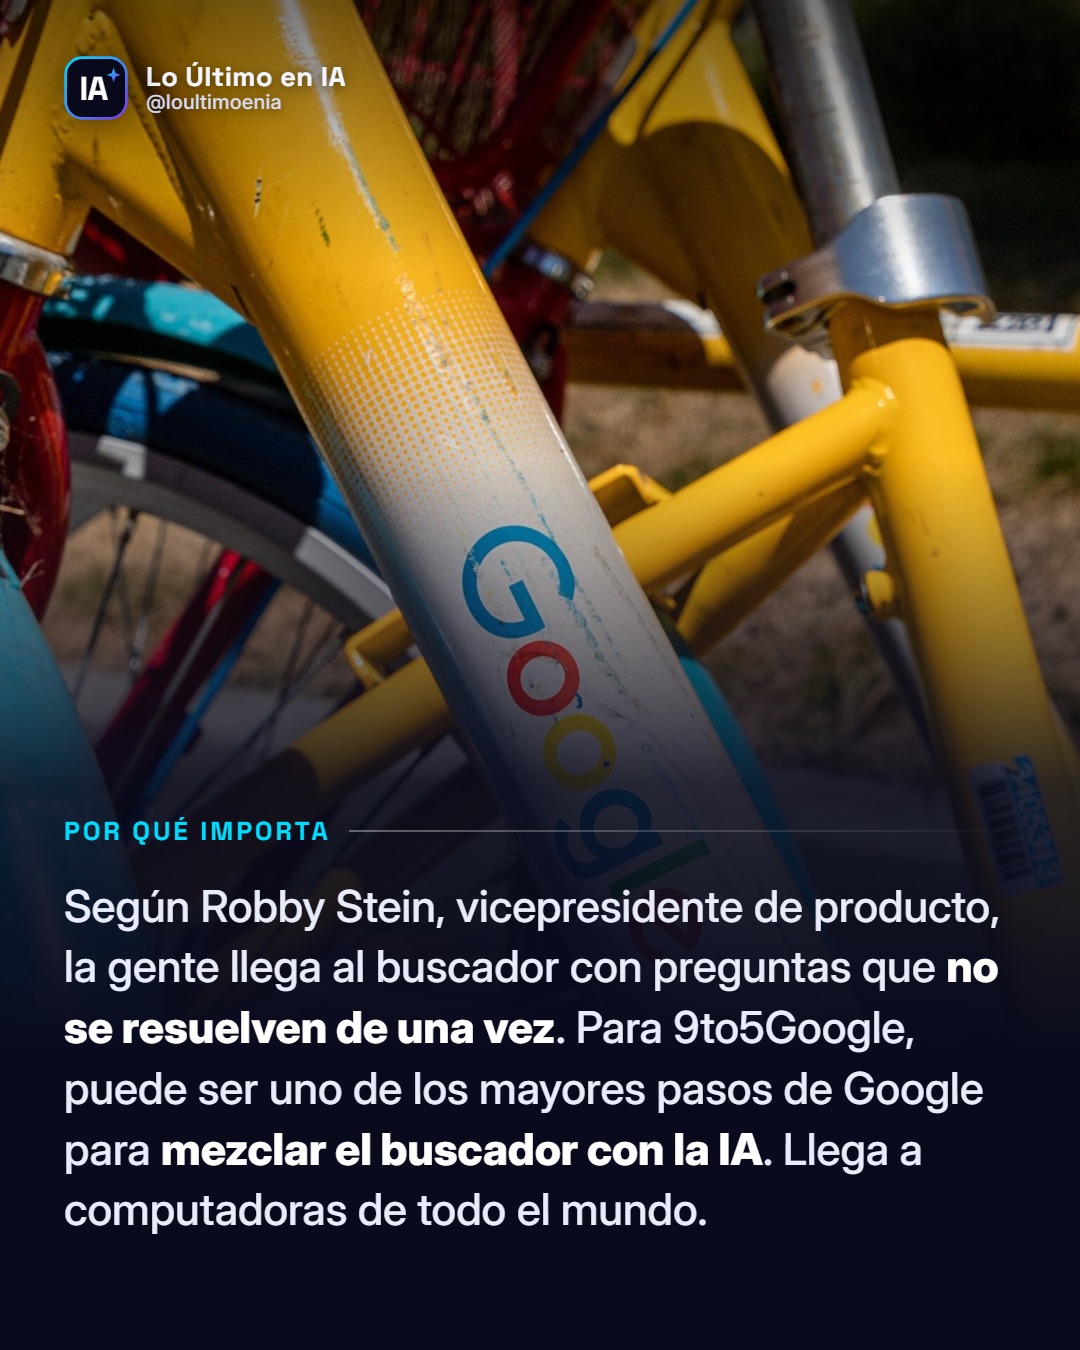 IA
Lo Último en IA
@loultimoenia
Google
POR QUÉ IMPORTA
Según Robby Stein, vicepresidente de producto,
la gente llega al buscador con preguntas que no
se resuelven de una vez. Para 9to5Google,
puede ser uno de los mayores pasos de Google
para mezclar el buscador con la IA. Llega a
computadoras de todo el mundo.